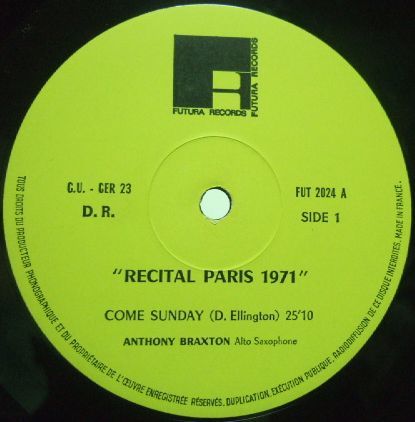 FUTURA RECORDS
FUTURA RECORDS
C.U. - GER 23
FUT 2024 A
D. R.
SIDE 1
"RECITAL PARIS 1971"
COME SUNDAY (D. Ellington) 25'10
ANTHONY BRAXTON Alto Saxophone
TOUS DROITS DU PRODUCTEUR PHONOGRAPHIQUE ET DU PROPRIÉTAIRE DE L'ŒUVRE ENREGISTRÉE RÉSERVÉS. DUPLICATION, EXÉCUTION PUBLIQUE, RADIODIFFUSION DE CE DISQUE INTERDITES. MADE IN FRANCE.